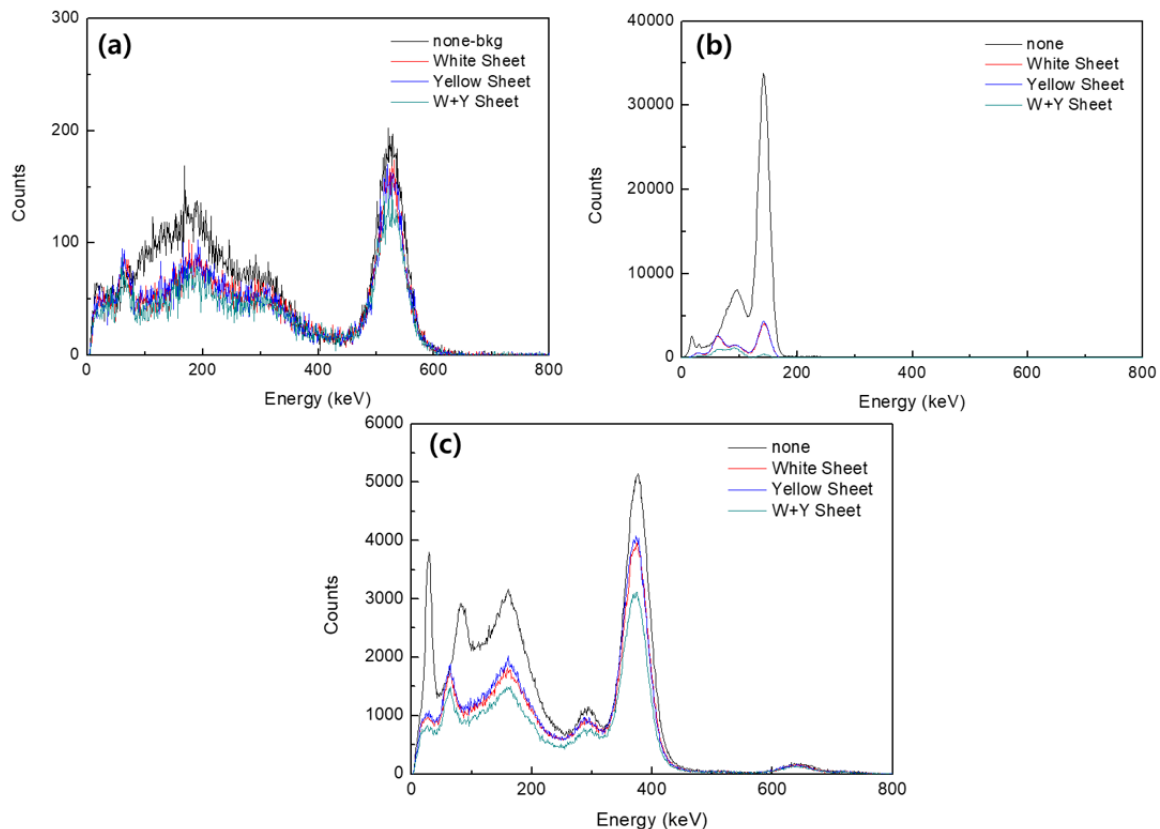 (a)
none-bkg
White Sheet
Yellow Sheet
W+Y Sheet
300
200
100
0
Counts
0 200 400 600 800
Energy (keV)
(b)
none
White Sheet
Yellow Sheet
W+Y Sheet
40000
30000
20000
10000
0
Counts
0 200 400 600 800
Energy (keV)
(c)
none
White Sheet
Yellow Sheet
W+Y Sheet
6000
5000
4000
3000
2000
1000
0
Counts
0 200 400 600 800
Energy (keV)